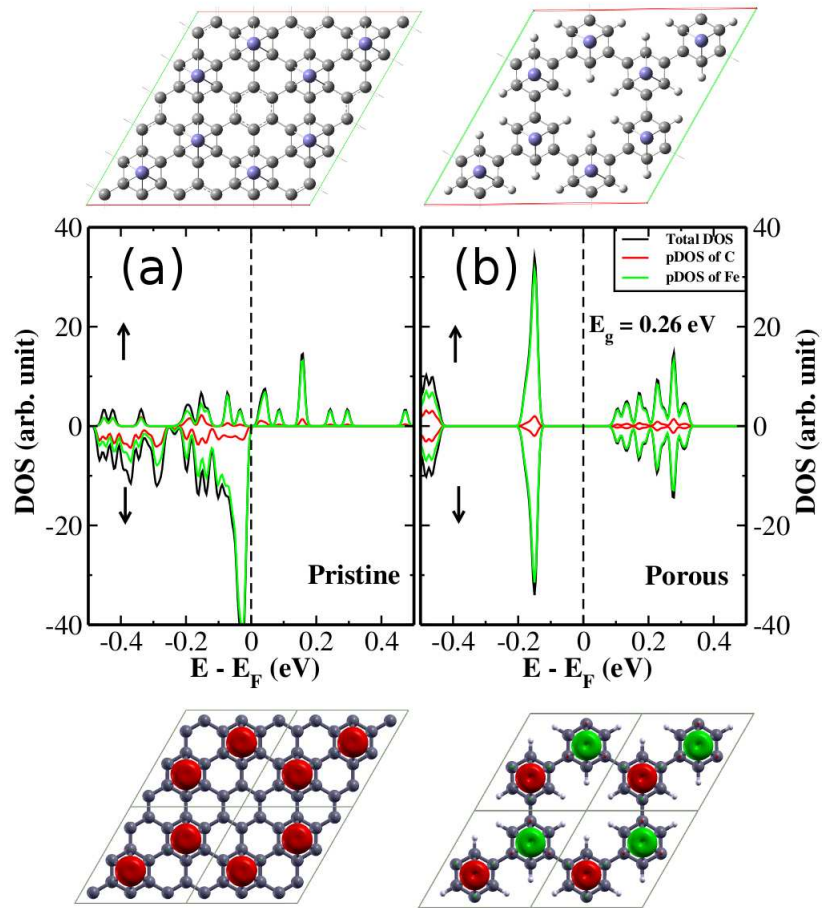 40
20
0
-20
-40
DOS (arb. unit)
(a)
↑
↓
Pristine
-0.4 -0.2 0 0.2 0.4
E - E_F (eV)
(b)
Total DOS
pDOS of C
pDOS of Fe
E_g = 0.26 eV
↑
↓
Porous
40
20
0
-20
-40
DOS (arb. unit)
-0.4 -0.2 0 0.2 0.4
E - E_F (eV)